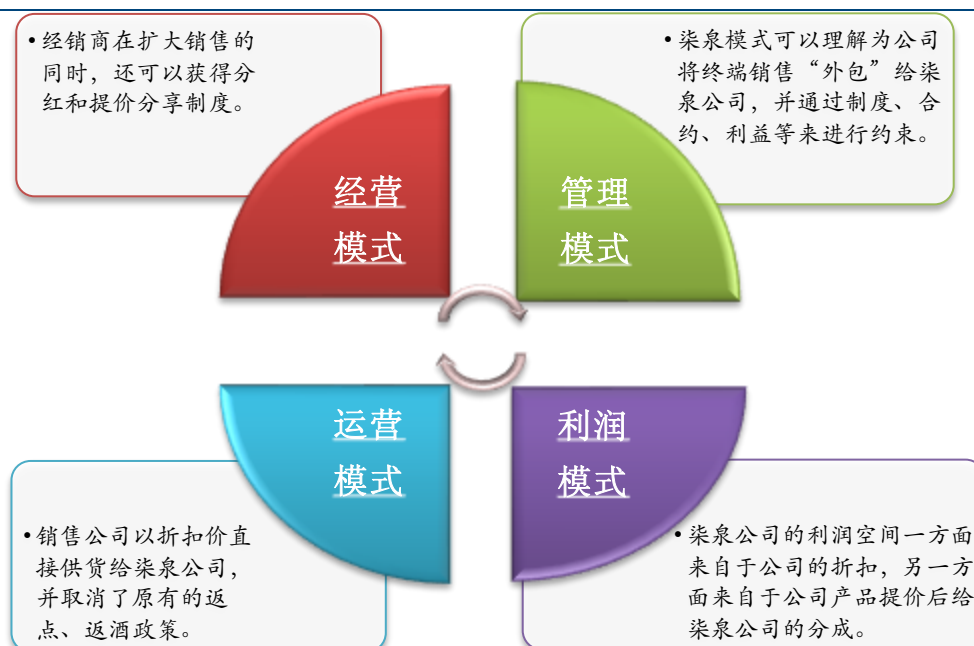 • 经销商在扩大销售的
同时，还可以获得分
红和提价分享制度。
• 柒泉模式可以理解为公司
将终端销售“外包”给柒
泉公司，并通过制度、合
约、利益等来进行约束。
经营
模式
管理
模式
运营
模式
利润
模式
• 销售公司以折扣价直
接供货给柒泉公司，
并取消了原有的返
点、返酒政策。
• 柒泉公司的利润空间一方面
来自于公司的折扣，另一方
面来自于公司产品提价后给
柒泉公司的分成。